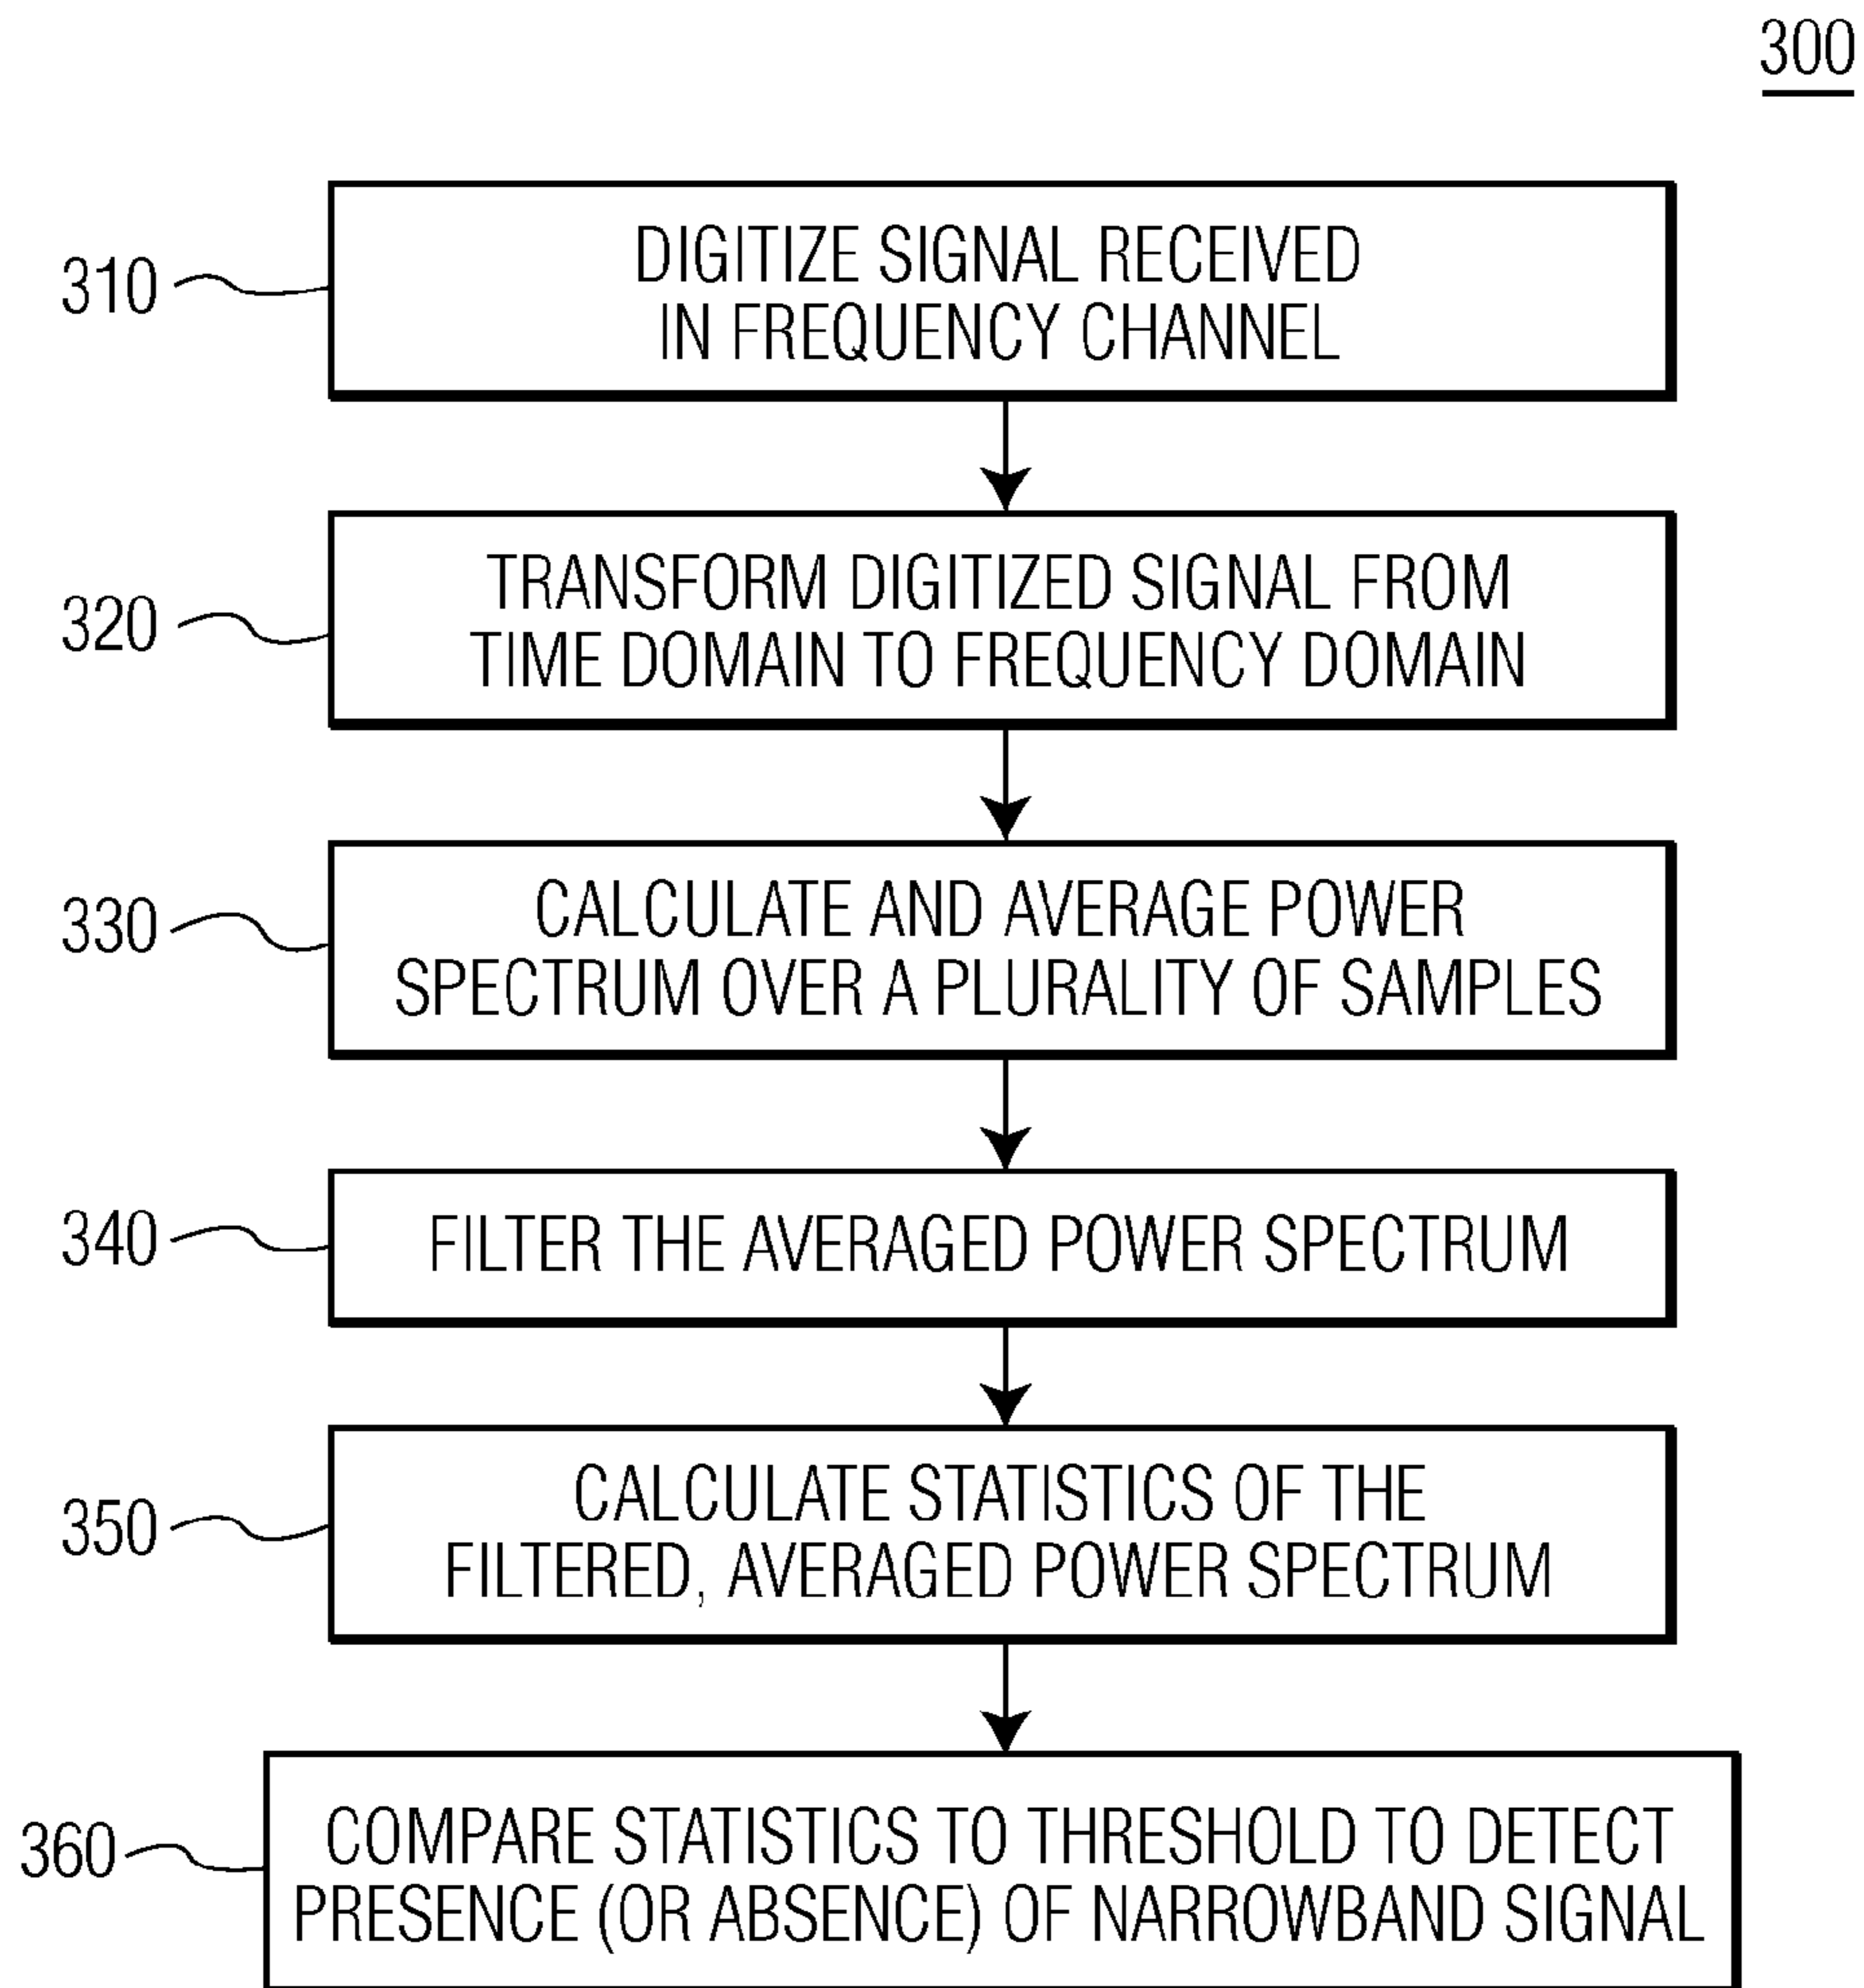 300
310
DIGITIZE SIGNAL RECEIVED
IN FREQUENCY CHANNEL
320
TRANSFORM DIGITIZED SIGNAL FROM
TIME DOMAIN TO FREQUENCY DOMAIN
330
CALCULATE AND AVERAGE POWER
SPECTRUM OVER A PLURALITY OF SAMPLES
340
FILTER THE AVERAGED POWER SPECTRUM
350
CALCULATE STATISTICS OF THE
FILTERED, AVERAGED POWER SPECTRUM
360
COMPARE STATISTICS TO THRESHOLD TO DETECT
PRESENCE (OR ABSENCE) OF NARROWBAND SIGNAL